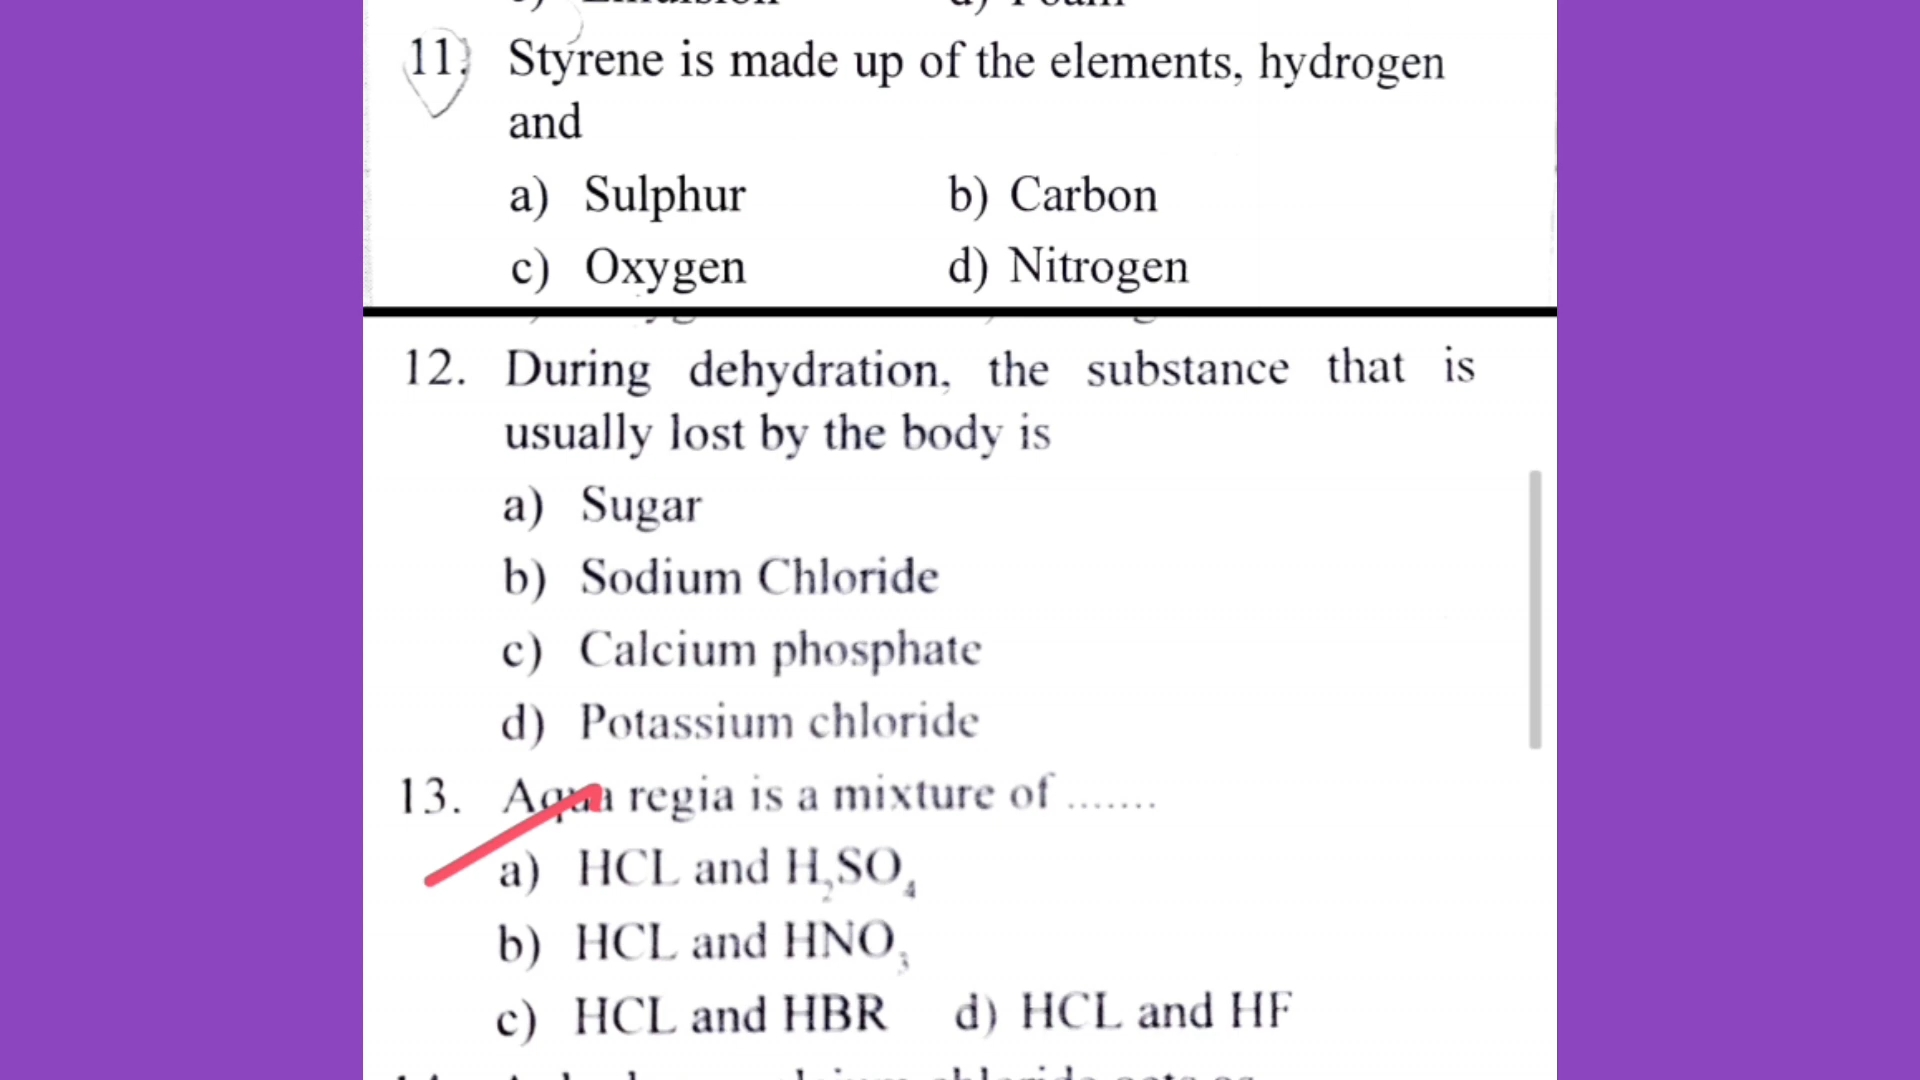 11. Styrene is made up of the elements, hydrogen
and
a) Sulphur b) Carbon
c) Oxygen d) Nitrogen
12. During dehydration, the substance that is
usually lost by the body is
a) Sugar
b) Sodium Chloride
c) Calcium phosphate
d) Potassium chloride
13. Aqua regia is a mixture of .......
a) HCL and H₂SO₄
b) HCL and HNO₃
c) HCL and HBR d) HCL and HF